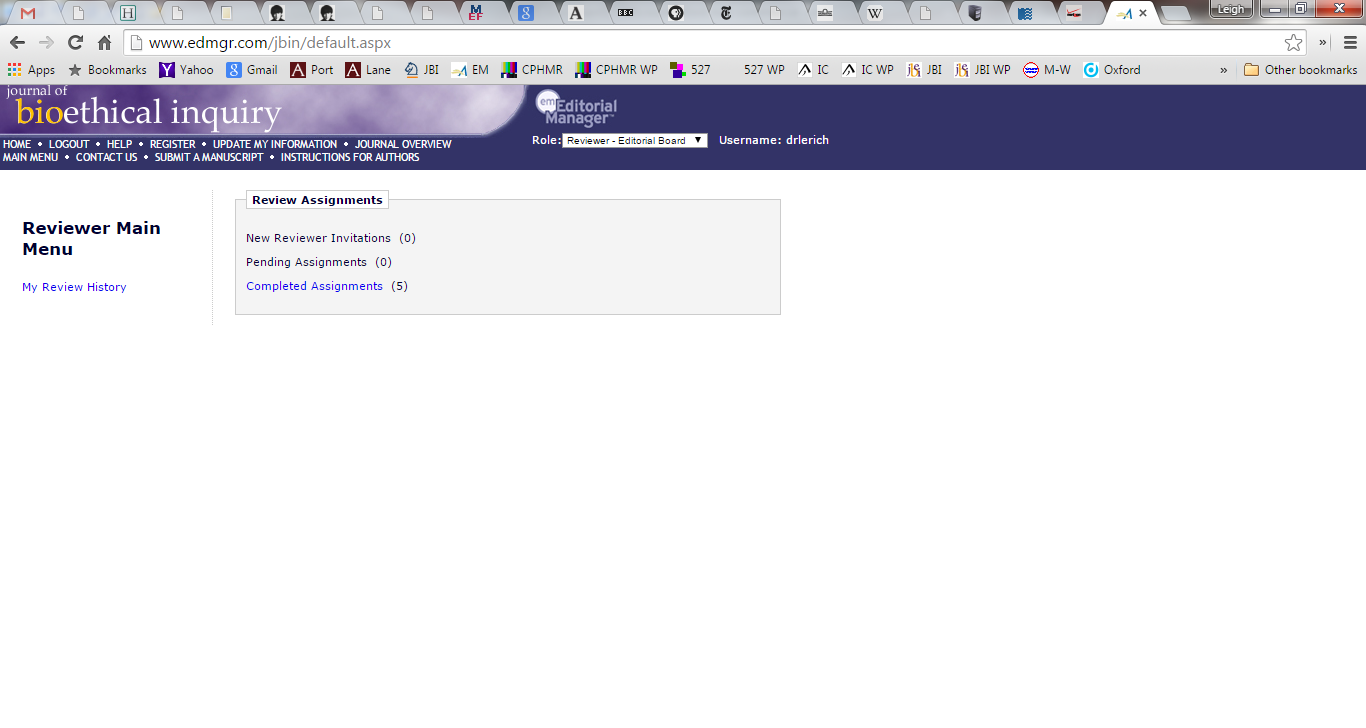 Leigh
www.edmgr.com/jbin/default.aspx
Apps Bookmarks Yahoo Gmail Port Lane JBI EM CPHMR CPHMR WP 527 527 WP IC IC WP JBI JBI WP M-W Oxford » Other bookmarks
journal of
bioethical inquiry
em Editorial
Manager™
HOME • LOGOUT • HELP • REGISTER • UPDATE MY INFORMATION • JOURNAL OVERVIEW
MAIN MENU • CONTACT US • SUBMIT A MANUSCRIPT • INSTRUCTIONS FOR AUTHORS
Role: Reviewer - Editorial Board Username: drlerich
Reviewer Main
Menu
My Review History
Review Assignments
New Reviewer Invitations (0)
Pending Assignments (0)
Completed Assignments (5)